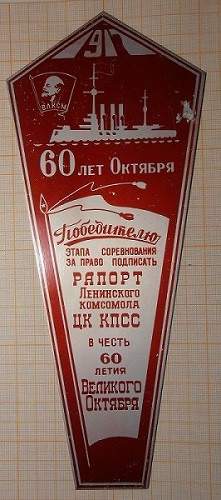 1917
ВЛКСМ
60 лет Октября
Победителю
этапа соревнования
за право подписать
РАПОРТ
Ленинского
комсомола
ЦК КПСС
в честь
60
летия
Великого
Октября